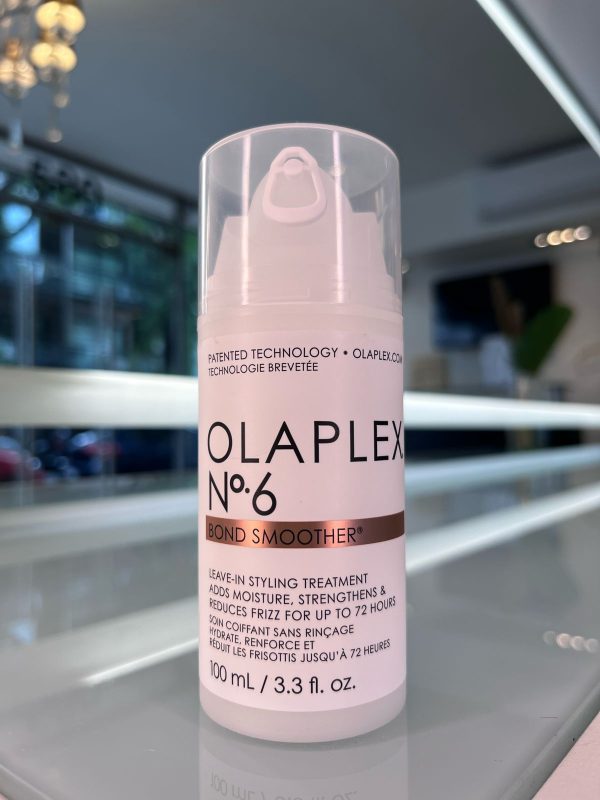 PATENTED TECHNOLOGY • OLAPLEX.COM
TECHNOLOGIE BREVETÉE
OLAPLEX.
Nº.6
BOND SMOOTHER®
LEAVE-IN STYLING TREATMENT
ADDS MOISTURE, STRENGTHENS &
REDUCES FRIZZ FOR UP TO 72 HOURS
SOIN COIFFANT SANS RINÇAGE
HYDRATE, RENFORCE ET
RÉDUIT LES FRISOTTIS JUSQU'À 72 HEURES
100 mL / 3.3 fl. oz.